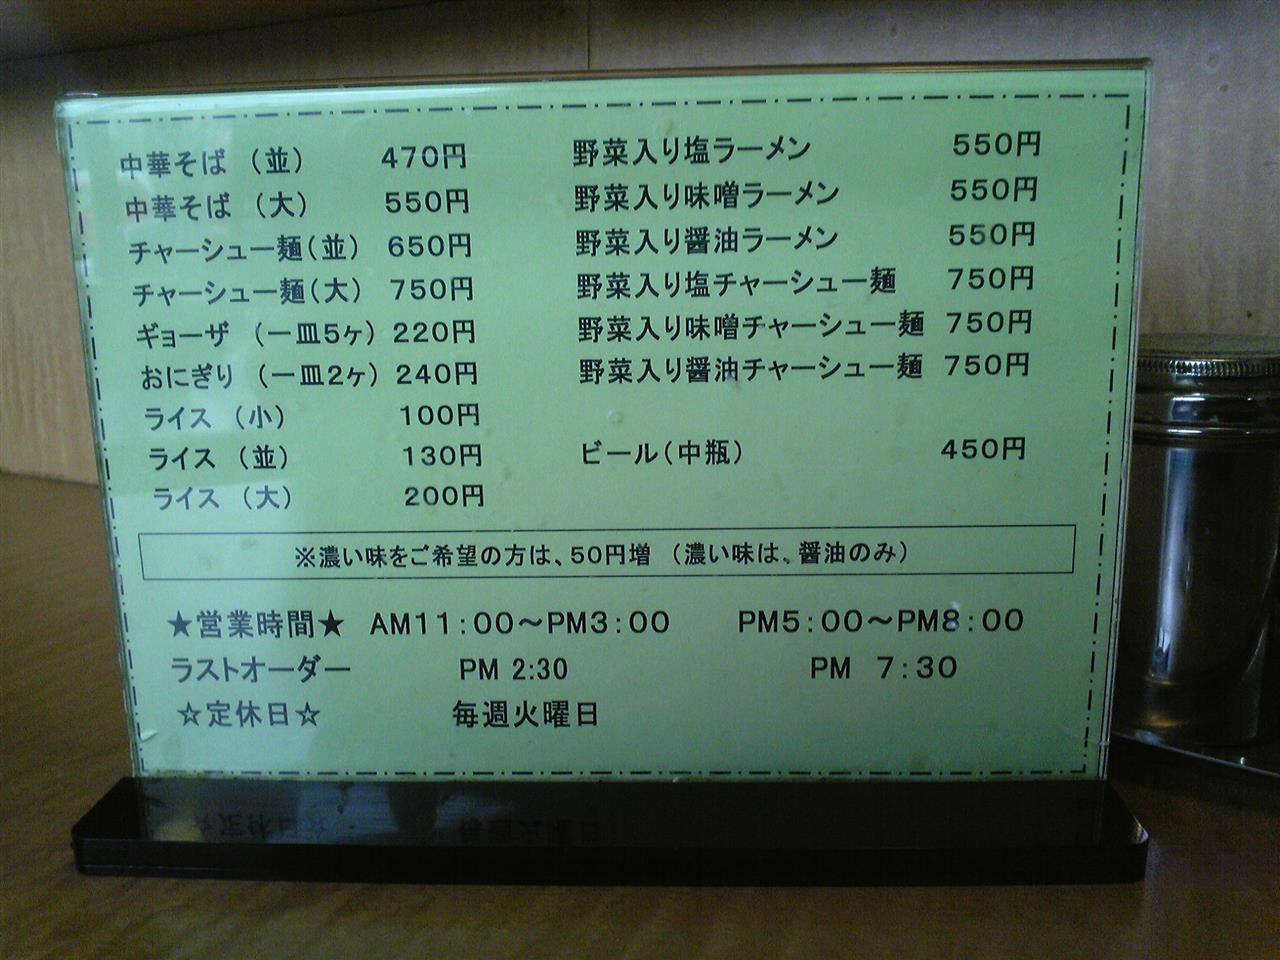 中華そば （並） 470円
中華そば （大） 550円
チャーシュー麺（並） 650円
チャーシュー麺（大） 750円
ギョーザ （一皿5ヶ） 220円
おにぎり （一皿2ヶ） 240円
ライス （小） 100円
ライス （並） 130円
ライス （大） 200円
野菜入り塩ラーメン 550円
野菜入り味噌ラーメン 550円
野菜入り醤油ラーメン 550円
野菜入り塩チャーシュー麺 750円
野菜入り味噌チャーシュー麺 750円
野菜入り醤油チャーシュー麺 750円
ビール（中瓶） 450円
※濃い味をご希望の方は、50円増 （濃い味は、醤油のみ）
★営業時間★ AM11：00～PM3：00 PM5：00～PM8：00
ラストオーダー PM 2:30 PM 7：30
☆定休日☆ 毎週火曜日